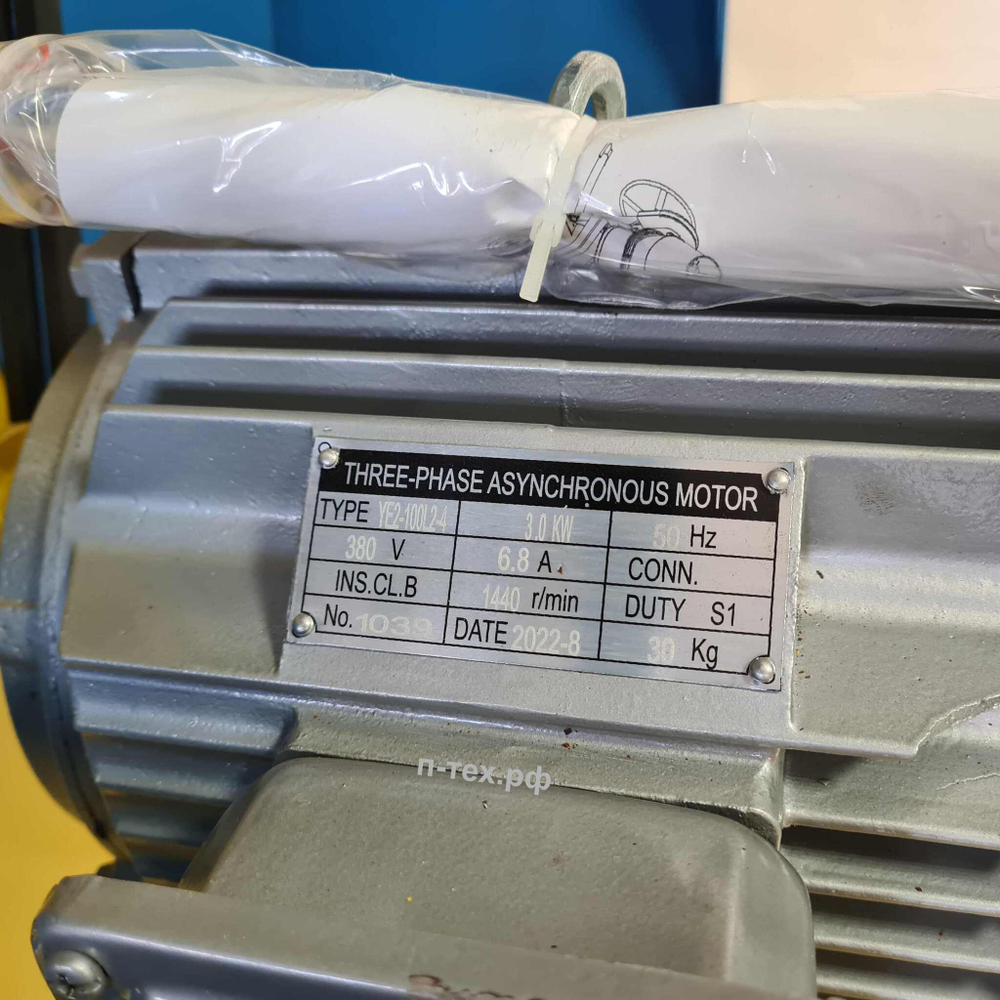 THREE-PHASE ASYNCHRONOUS MOTOR
TYPE YE2-100L2-4 3.0 KW 50 Hz
380 V 6.8 A. CONN.
INS.CL.B 1440 r/min DUTY S1
No. 1039 DATE 2022-8 30 Kg
п-тех.рф